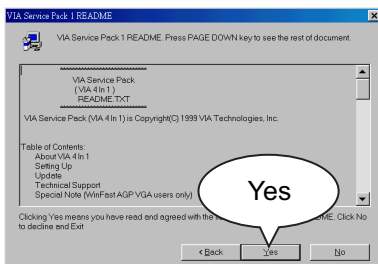 VIA Service Pack 1 README
VIA Service Pack 1 README. Press PAGE DOWN key to see the rest of document.
VIA Service Pack
( VIA 4 In 1 )
README.TXT
VIA Service Pack (VIA 4 In 1) is Copyright(C) 1999 VIA Technologies, Inc.
Table of Contents:
About VIA 4 in 1
Setting Up
Update
Technical Support
Special Note (WinFast AGP VGA users only)
Yes
Clicking Yes means you have read and agreed with the ME. Click No
to decline and Exit
< Back
Yes
No